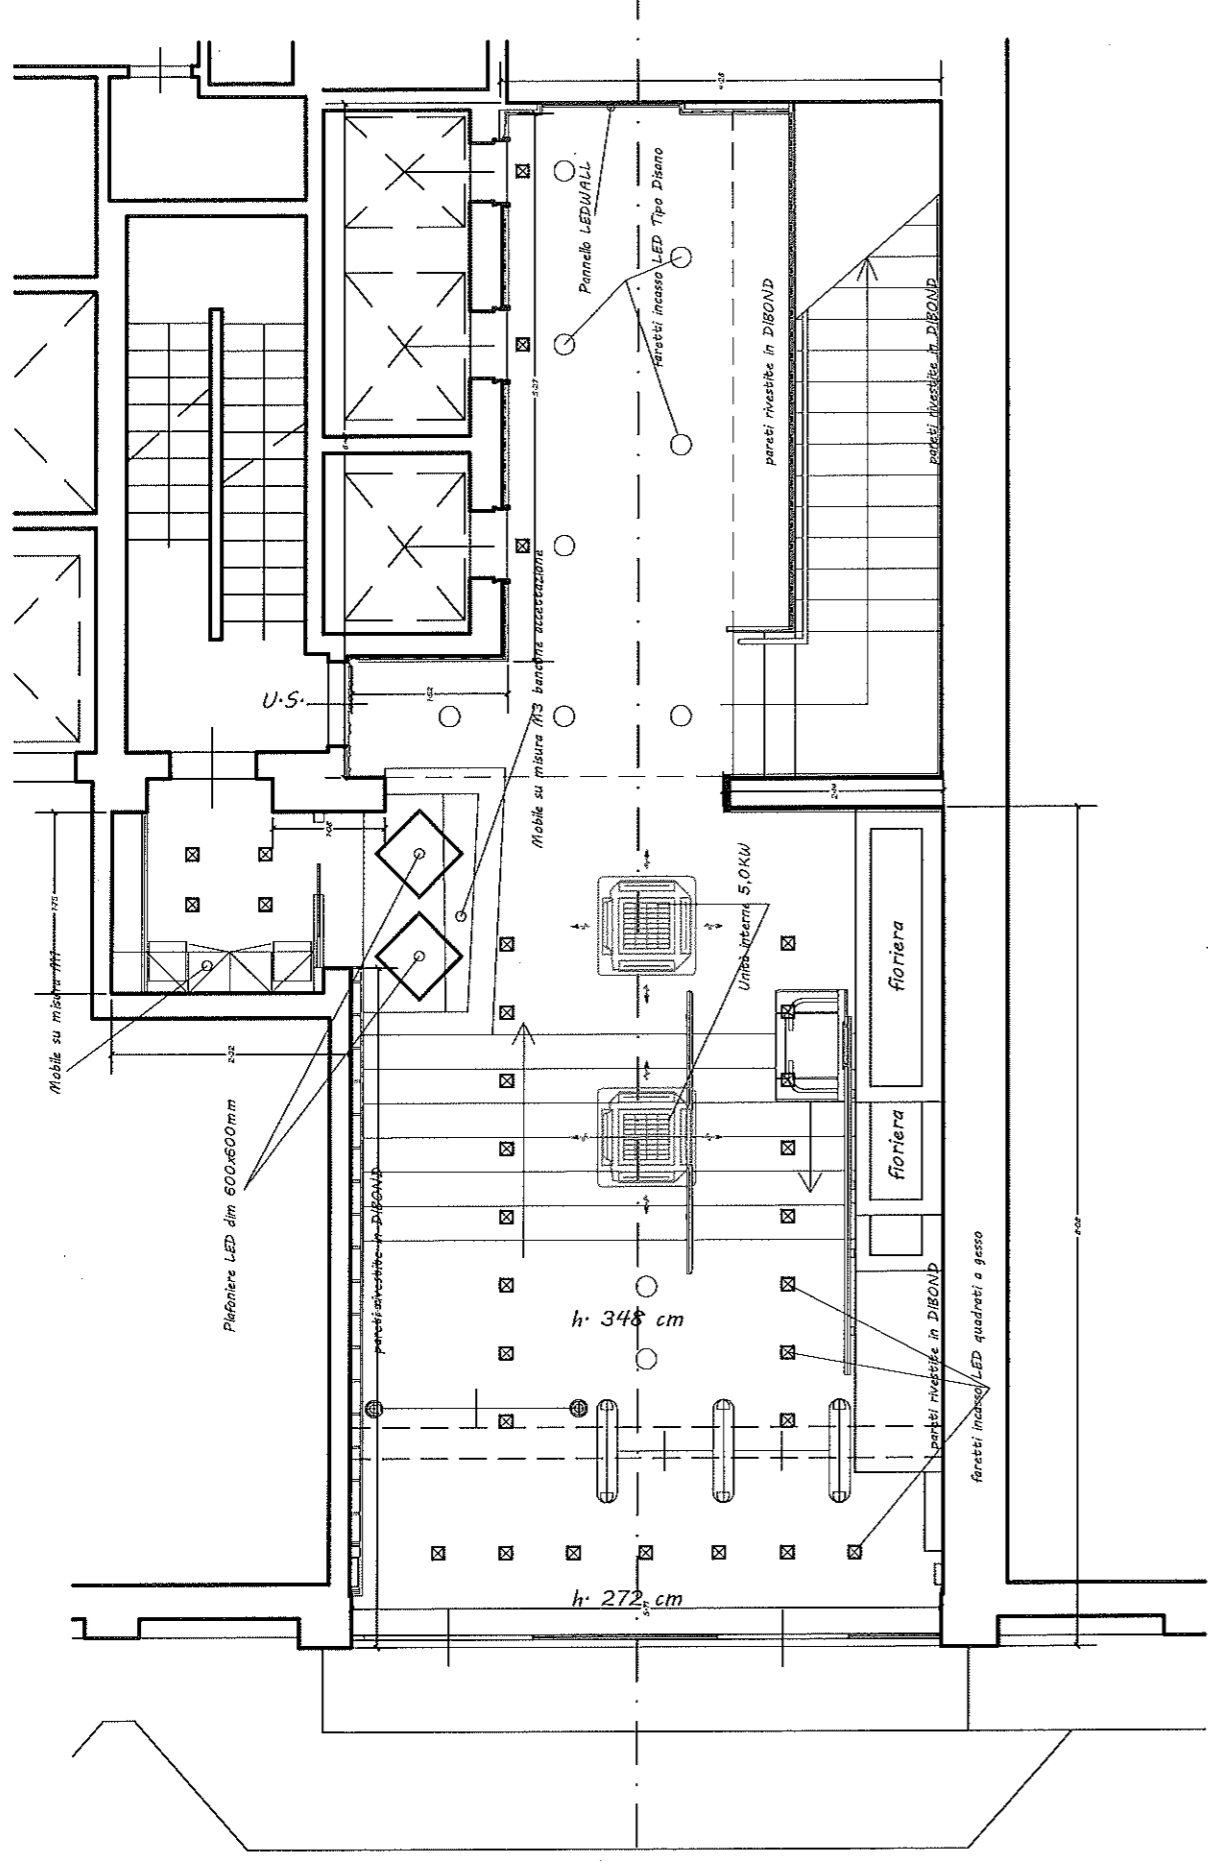 Pannello LEDWALL
faretti incasso LED Tipo Disano
pareti rivestite in DIBOND
pareti rivestite in DIBOND
U.S.
Mobile su misura M3 bancone accettazione
Unità interne 5,0KW
fioriera
fioriera
Mobile su misura M1
Plafoniere LED dim 600x600mm
pareti rivestite in DIBOND
h. 348 cm
pareti rivestite in DIBOND
faretti incasso LED quadrati a gesso
h. 272 cm